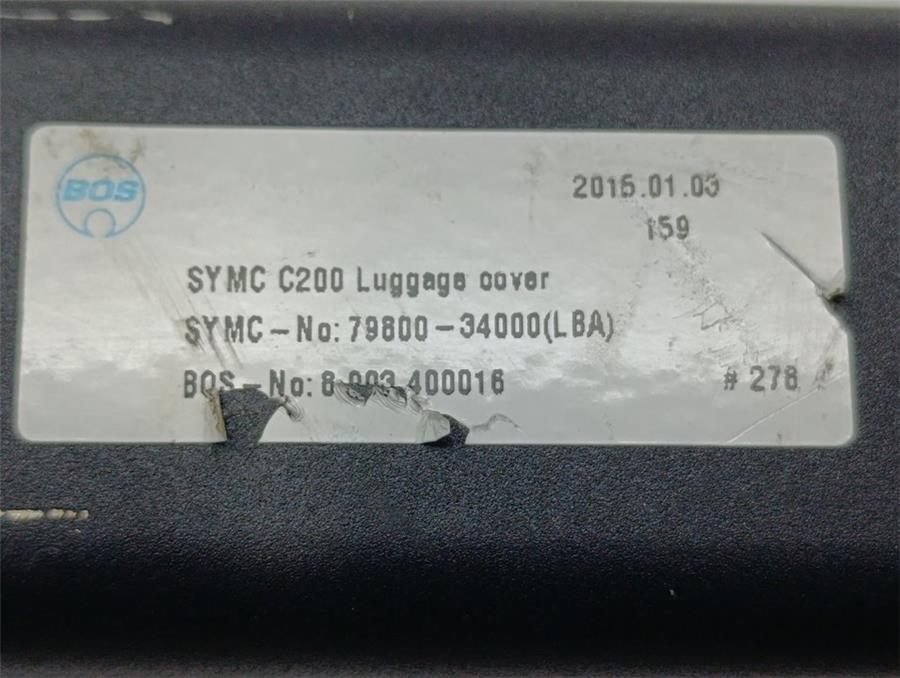 BOS
2015.01.03
159
SYMC C200 Luggage cover
SYMC-No: 79800-34000(LBA)
BOS-No: 8 003 400016
# 278